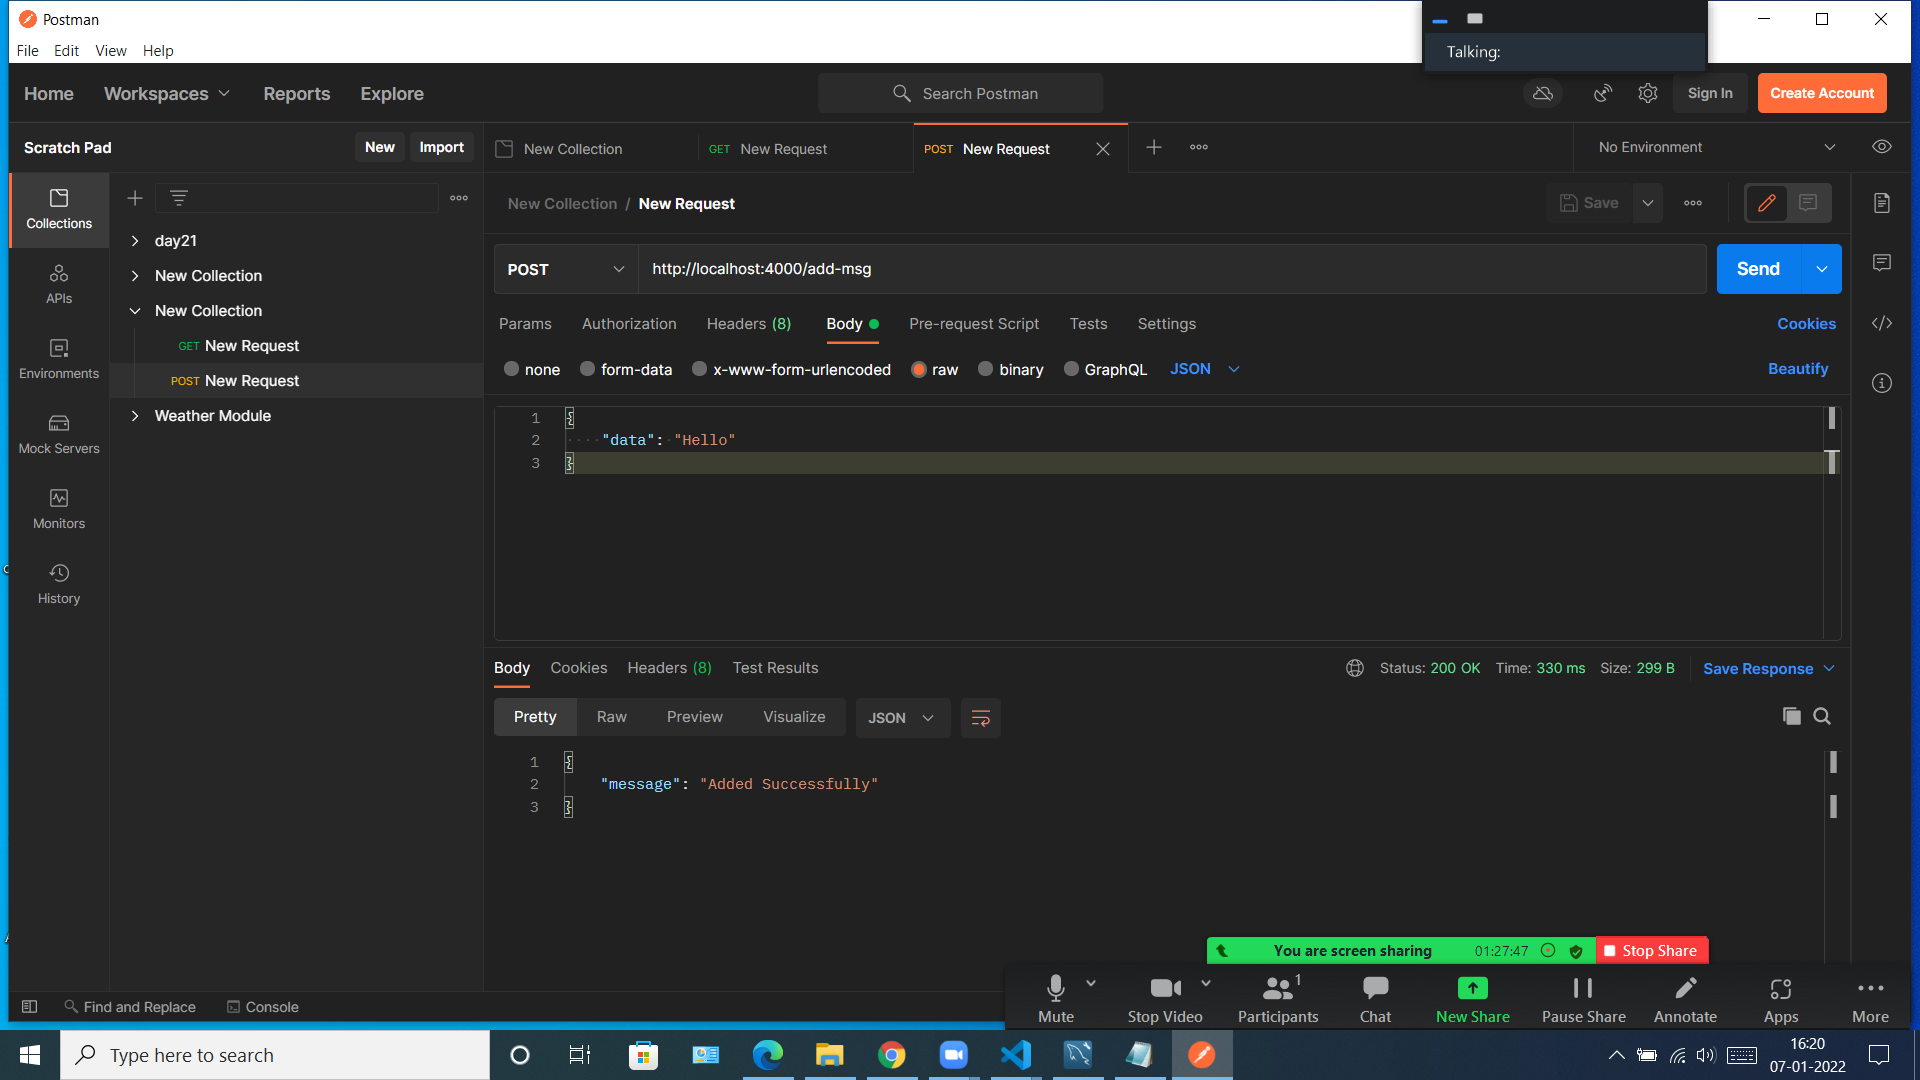 Postman
Talking:
File Edit View Help
Home Workspaces Reports Explore
Search Postman
Sign In
Create Account
Scratch Pad
New
Import
New Collection
GET New Request
POST New Request
No Environment
Collections
APIs
Environments
Mock Servers
Monitors
History
day21
New Collection
New Collection
GET New Request
POST New Request
Weather Module
New Collection / New Request
Save
POST
http://localhost:4000/add-msg
Send
Params Authorization Headers (8) Body Pre-request Script Tests Settings
Cookies
none form-data x-www-form-urlencoded raw binary GraphQL JSON
Beautify
1 {
2 "data": "Hello"
3 }
Body Cookies Headers (8) Test Results
Status: 200 OK Time: 330 ms Size: 299 B
Save Response
Pretty Raw Preview Visualize JSON
1 {
2 "message": "Added Successfully"
3 }
You are screen sharing 01:27:47
Stop Share
Find and Replace
Console
Mute
Stop Video
1
Participants
Chat
New Share
Pause Share
Annotate
Apps
More
Type here to search
16:20
07-01-2022